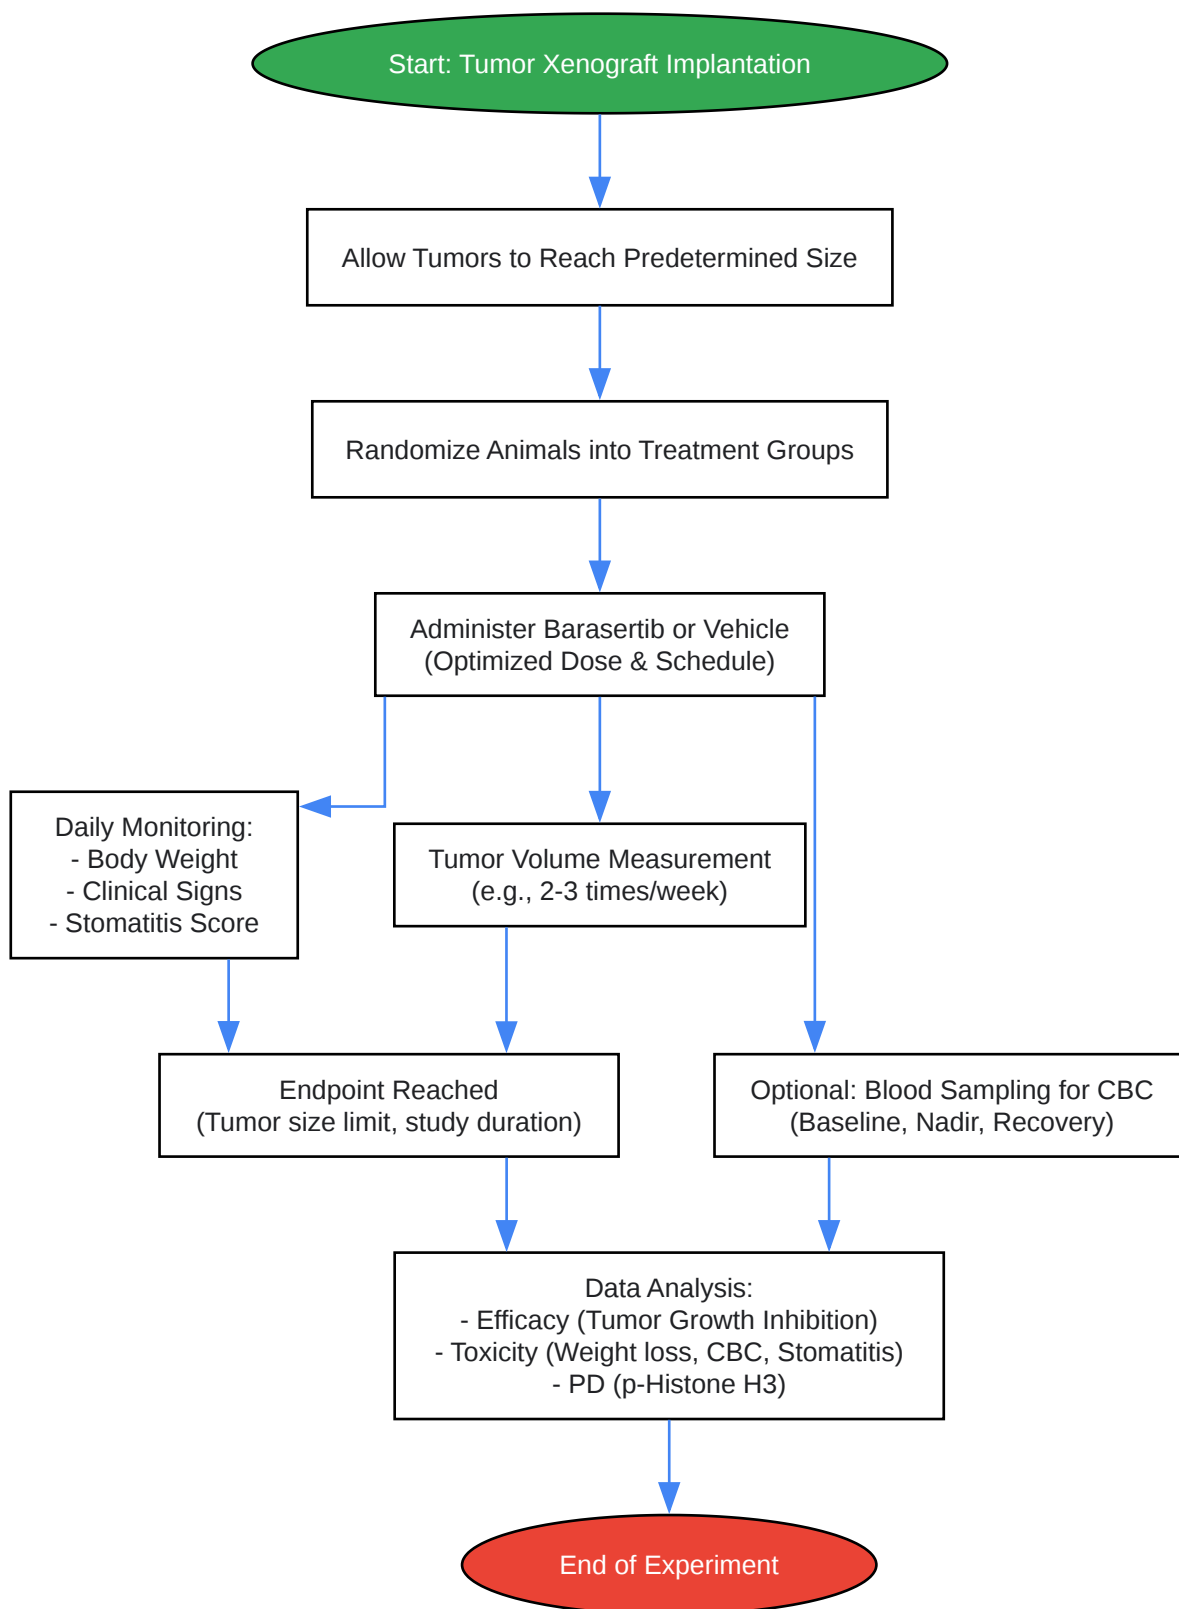 Start: Tumor Xenograft Implantation
Allow Tumors to Reach Predetermined Size
Randomize Animals into Treatment Groups
Administer Barasertib or Vehicle
(Optimized Dose & Schedule)
Daily Monitoring:
- Body Weight
- Clinical Signs
- Stomatitis Score
Tumor Volume Measurement
(e.g., 2-3 times/week)
Endpoint Reached
(Tumor size limit, study duration)
Optional: Blood Sampling for CBC
(Baseline, Nadir, Recovery)
Data Analysis:
- Efficacy (Tumor Growth Inhibition)
- Toxicity (Weight loss, CBC, Stomatitis)
- PD (p-Histone H3)
End of Experiment